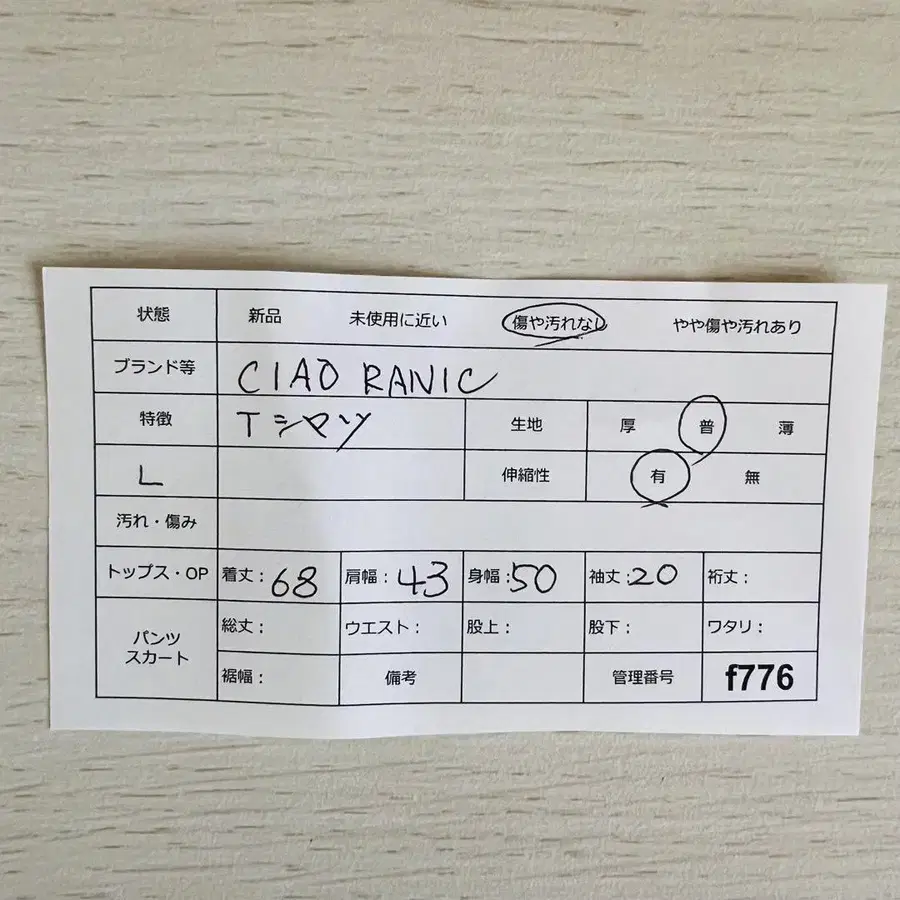 状態 新品 未使用に近い 傷や汚れなし やや傷や汚れあり
ブランド等 CIAO RANIC
特徴 Tシャツ 生地 厚 普 薄
L 伸縮性 有 無
汚れ・傷み
トップス・OP 着丈：68 肩幅：43 身幅：50 袖丈：20 裄丈：
パンツ スカート 総丈： ウエスト： 股上： 股下： ワタリ：
裾幅： 備考 管理番号 f776